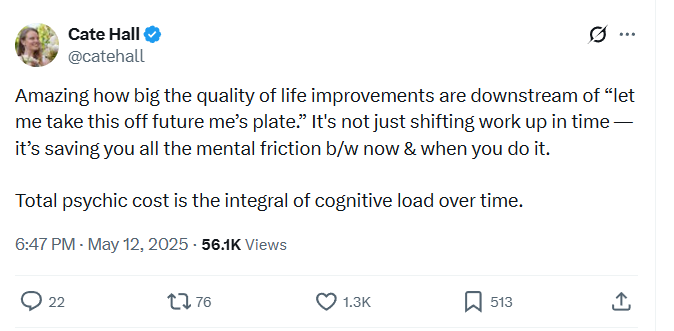 Cate Hall
@catehall
Amazing how big the quality of life improvements are downstream of “let
me take this off future me’s plate.” It's not just shifting work up in time —
it’s saving you all the mental friction b/w now & when you do it.
Total psychic cost is the integral of cognitive load over time.
6:47 PM · May 12, 2025 · 56.1K Views
22 76 1.3K 513